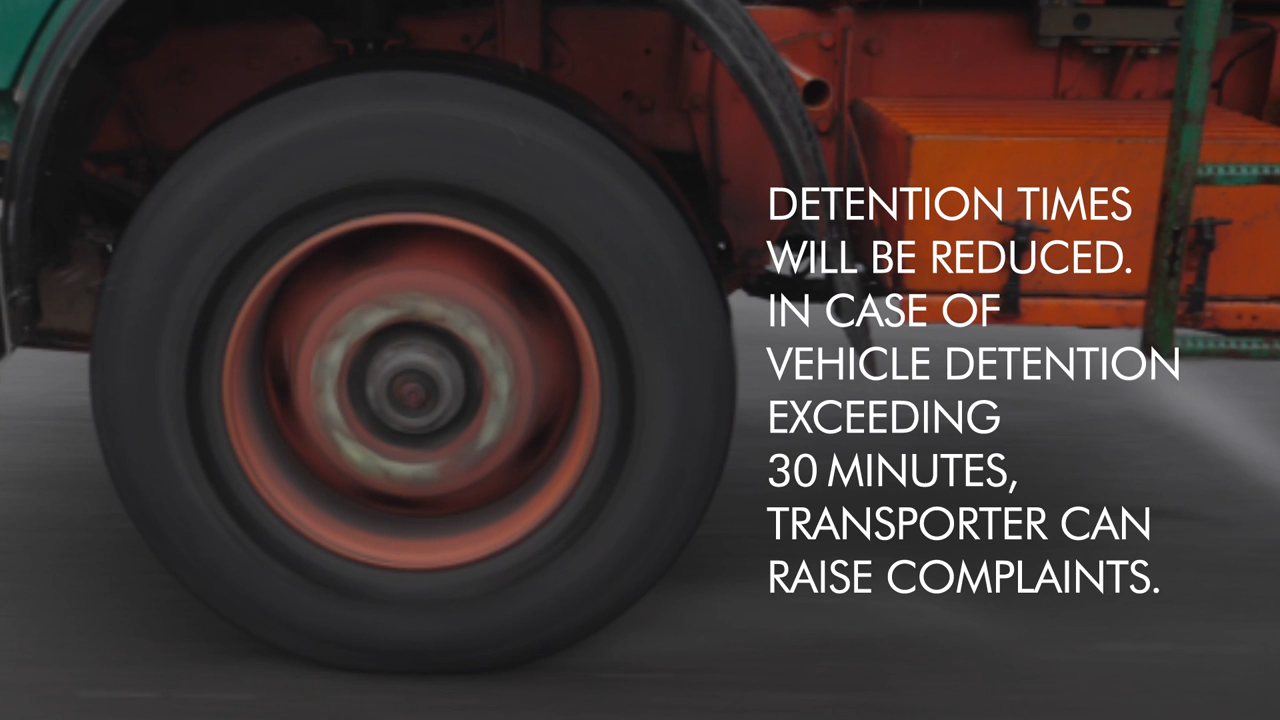 DETENTION TIMES
WILL BE REDUCED.
IN CASE OF
VEHICLE DETENTION
EXCEEDING
30 MINUTES,
TRANSPORTER CAN
RAISE COMPLAINTS.